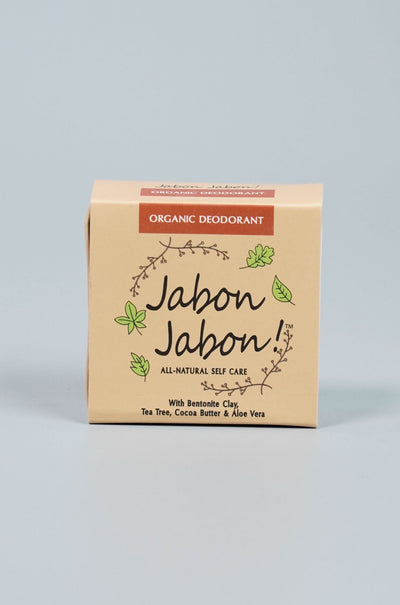 Jabon Jabon!
ORGANIC DEODORANT
ORGANIC DEODORANT
Jabon
Jabon!™
ALL-NATURAL SELF CARE
With Bentonite Clay,
Tea Tree, Cocoa Butter & Aloe Vera